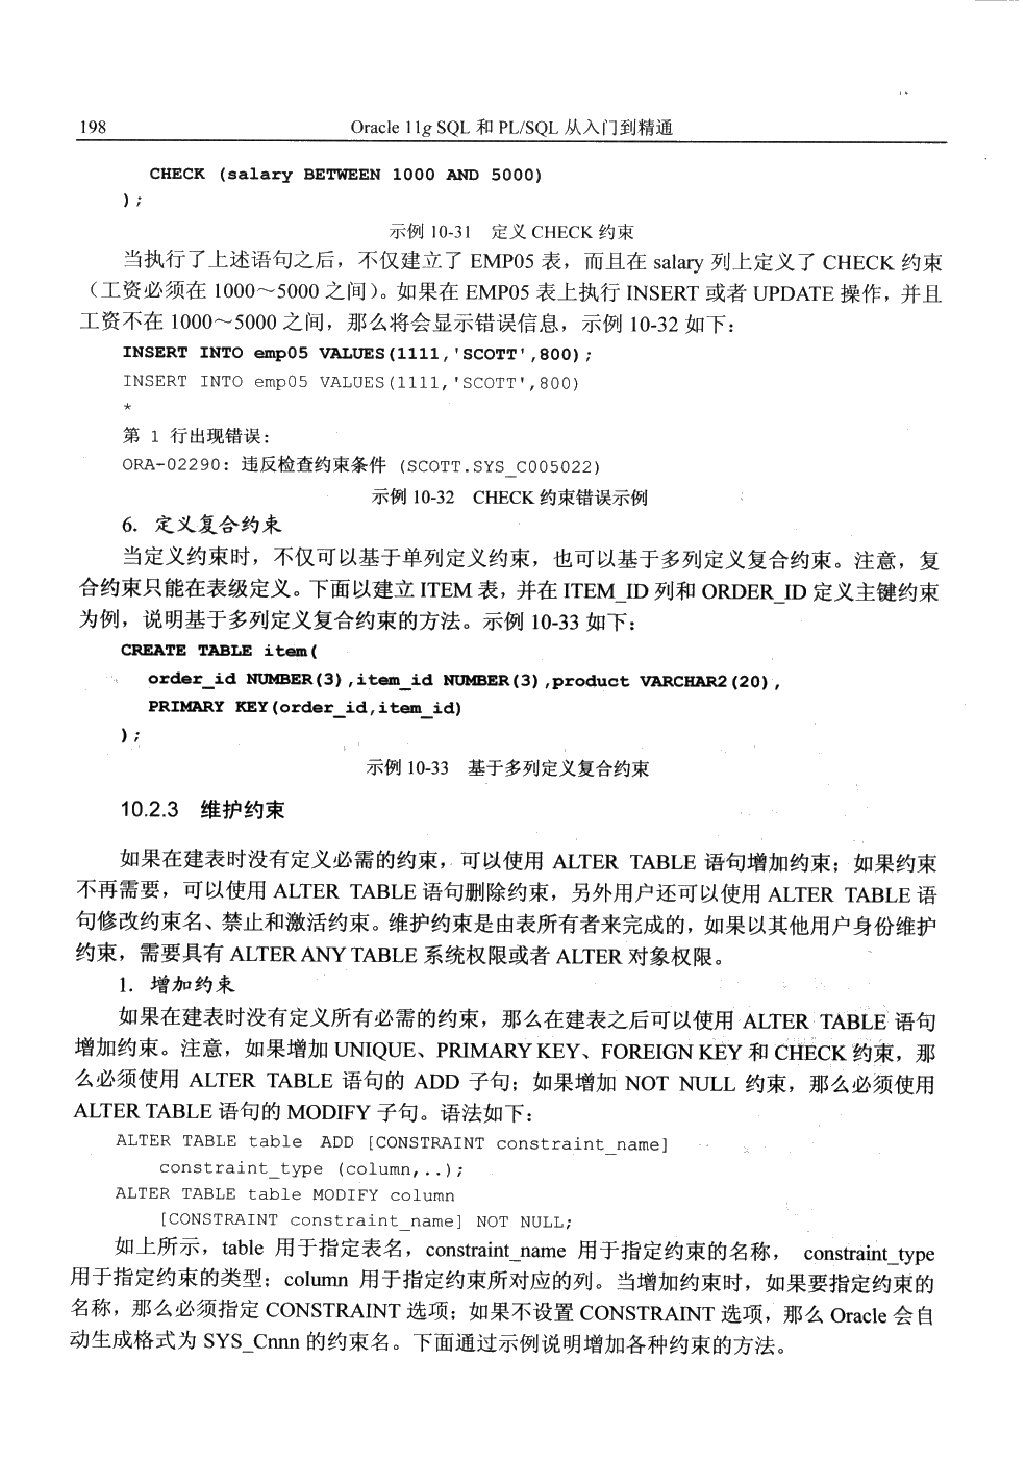 198 Oracle 11g SQL 和 PL/SQL 从入门到精通
CHECK (salary BETWEEN 1000 AND 5000)
);
示例 10-31 定义 CHECK 约束
当执行了上述语句之后，不仅建立了 EMP05 表，而且在 salary 列上定义了 CHECK 约束
（工资必须在 1000～5000 之间）。如果在 EMP05 表上执行 INSERT 或者 UPDATE 操作，并且
工资不在 1000～5000 之间，那么将会显示错误信息，示例 10-32 如下：
INSERT INTO emp05 VALUES(1111,'SCOTT',800);
INSERT INTO emp05 VALUES(1111,'SCOTT',800)
*
第 1 行出现错误:
ORA-02290: 违反检查约束条件 (SCOTT.SYS_C005022)
示例 10-32 CHECK 约束错误示例
6. 定义复合约束
当定义约束时，不仅可以基于单列定义约束，也可以基于多列定义复合约束。注意，复
合约束只能在表级定义。下面以建立 ITEM 表，并在 ITEM_ID 列和 ORDER_ID 定义主键约束
为例，说明基于多列定义复合约束的方法。示例 10-33 如下：
CREATE TABLE item(
order_id NUMBER(3),item_id NUMBER(3),product VARCHAR2(20),
PRIMARY KEY(order_id,item_id)
);
示例 10-33 基于多列定义复合约束
10.2.3 维护约束
如果在建表时没有定义必需的约束，可以使用 ALTER TABLE 语句增加约束；如果约束
不再需要，可以使用 ALTER TABLE 语句删除约束，另外用户还可以使用 ALTER TABLE 语
句修改约束名、禁止和激活约束。维护约束是由表所有者来完成的，如果以其他用户身份维护
约束，需要具有 ALTER ANY TABLE 系统权限或者 ALTER 对象权限。
1. 增加约束
如果在建表时没有定义所有必需的约束，那么在建表之后可以使用 ALTER TABLE 语句
增加约束。注意，如果增加 UNIQUE、PRIMARY KEY、FOREIGN KEY 和 CHECK 约束，那
么必须使用 ALTER TABLE 语句的 ADD 子句；如果增加 NOT NULL 约束，那么必须使用
ALTER TABLE 语句的 MODIFY 子句。语法如下：
ALTER TABLE table ADD [CONSTRAINT constraint_name]
constraint_type (column,..);
ALTER TABLE table MODIFY column
[CONSTRAINT constraint_name] NOT NULL;
如上所示，table 用于指定表名，constraint_name 用于指定约束的名称， constraint_type
用于指定约束的类型；column 用于指定约束所对应的列。当增加约束时，如果要指定约束的
名称，那么必须指定 CONSTRAINT 选项；如果不设置 CONSTRAINT 选项，那么 Oracle 会自
动生成格式为 SYS_Cnnn 的约束名。下面通过示例说明增加各种约束的方法。